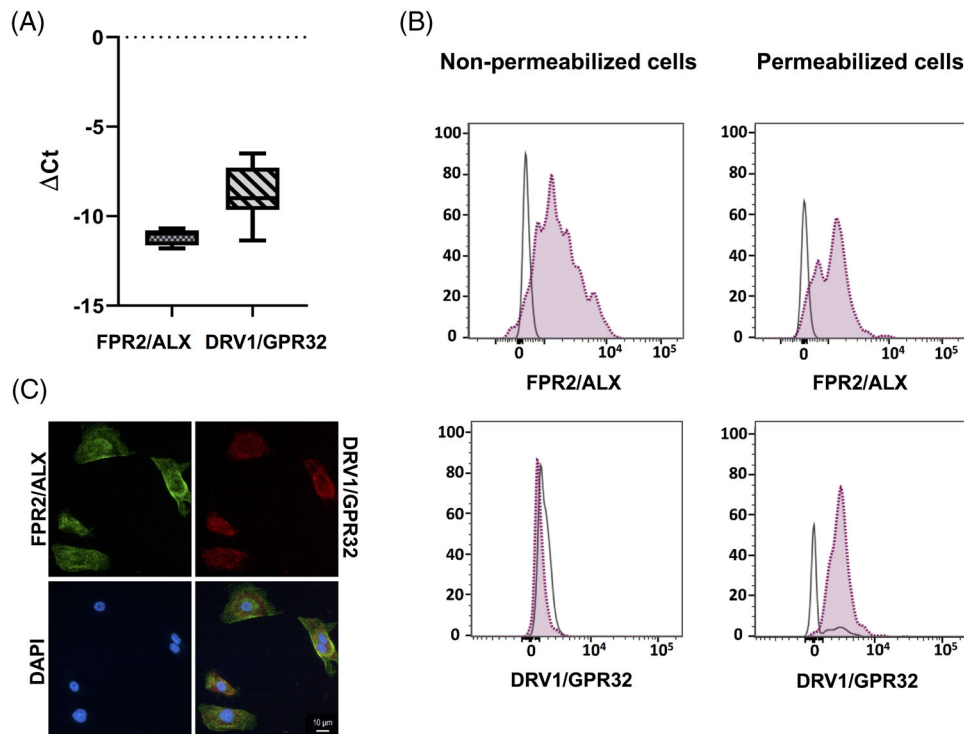 (A)
0
-5
-10
-15
ΔCt
FPR2/ALX DRV1/GPR32
(B)
Non-permeabilized cells Permeabilized cells
100
80
60
40
20
0
0 10⁴ 10⁵
FPR2/ALX
100
80
60
40
20
0
0 10⁴ 10⁵
FPR2/ALX
100
80
60
40
20
0
0 10⁴ 10⁵
DRV1/GPR32
100
80
60
40
20
0
0 10⁴ 10⁵
DRV1/GPR32
(C)
FPR2/ALX
DRV1/GPR32
DAPI
10 μm